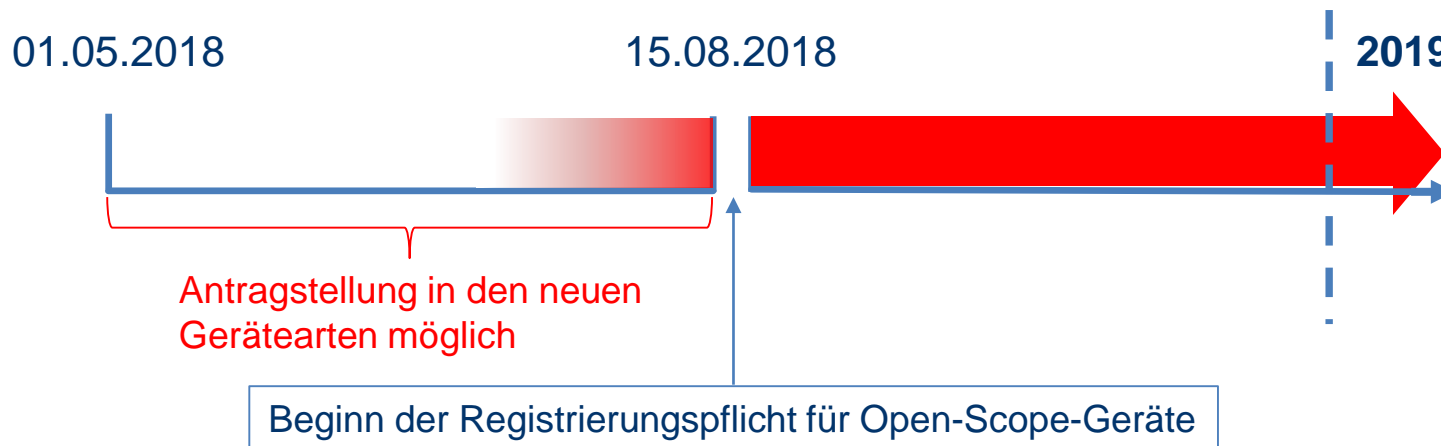 01.05.2018
15.08.2018
2019
Antragstellung in den neuen
Gerätearten möglich
Beginn der Registrierungspflicht für Open-Scope-Geräte